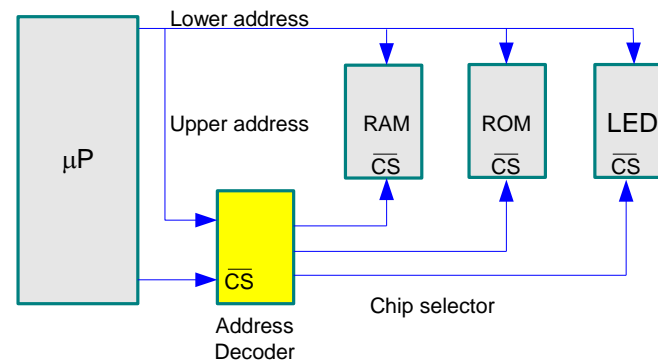 Lower address
Upper address
μP
RAM
CS
ROM
CS
LED
CS
CS
Chip selector
Address
Decoder